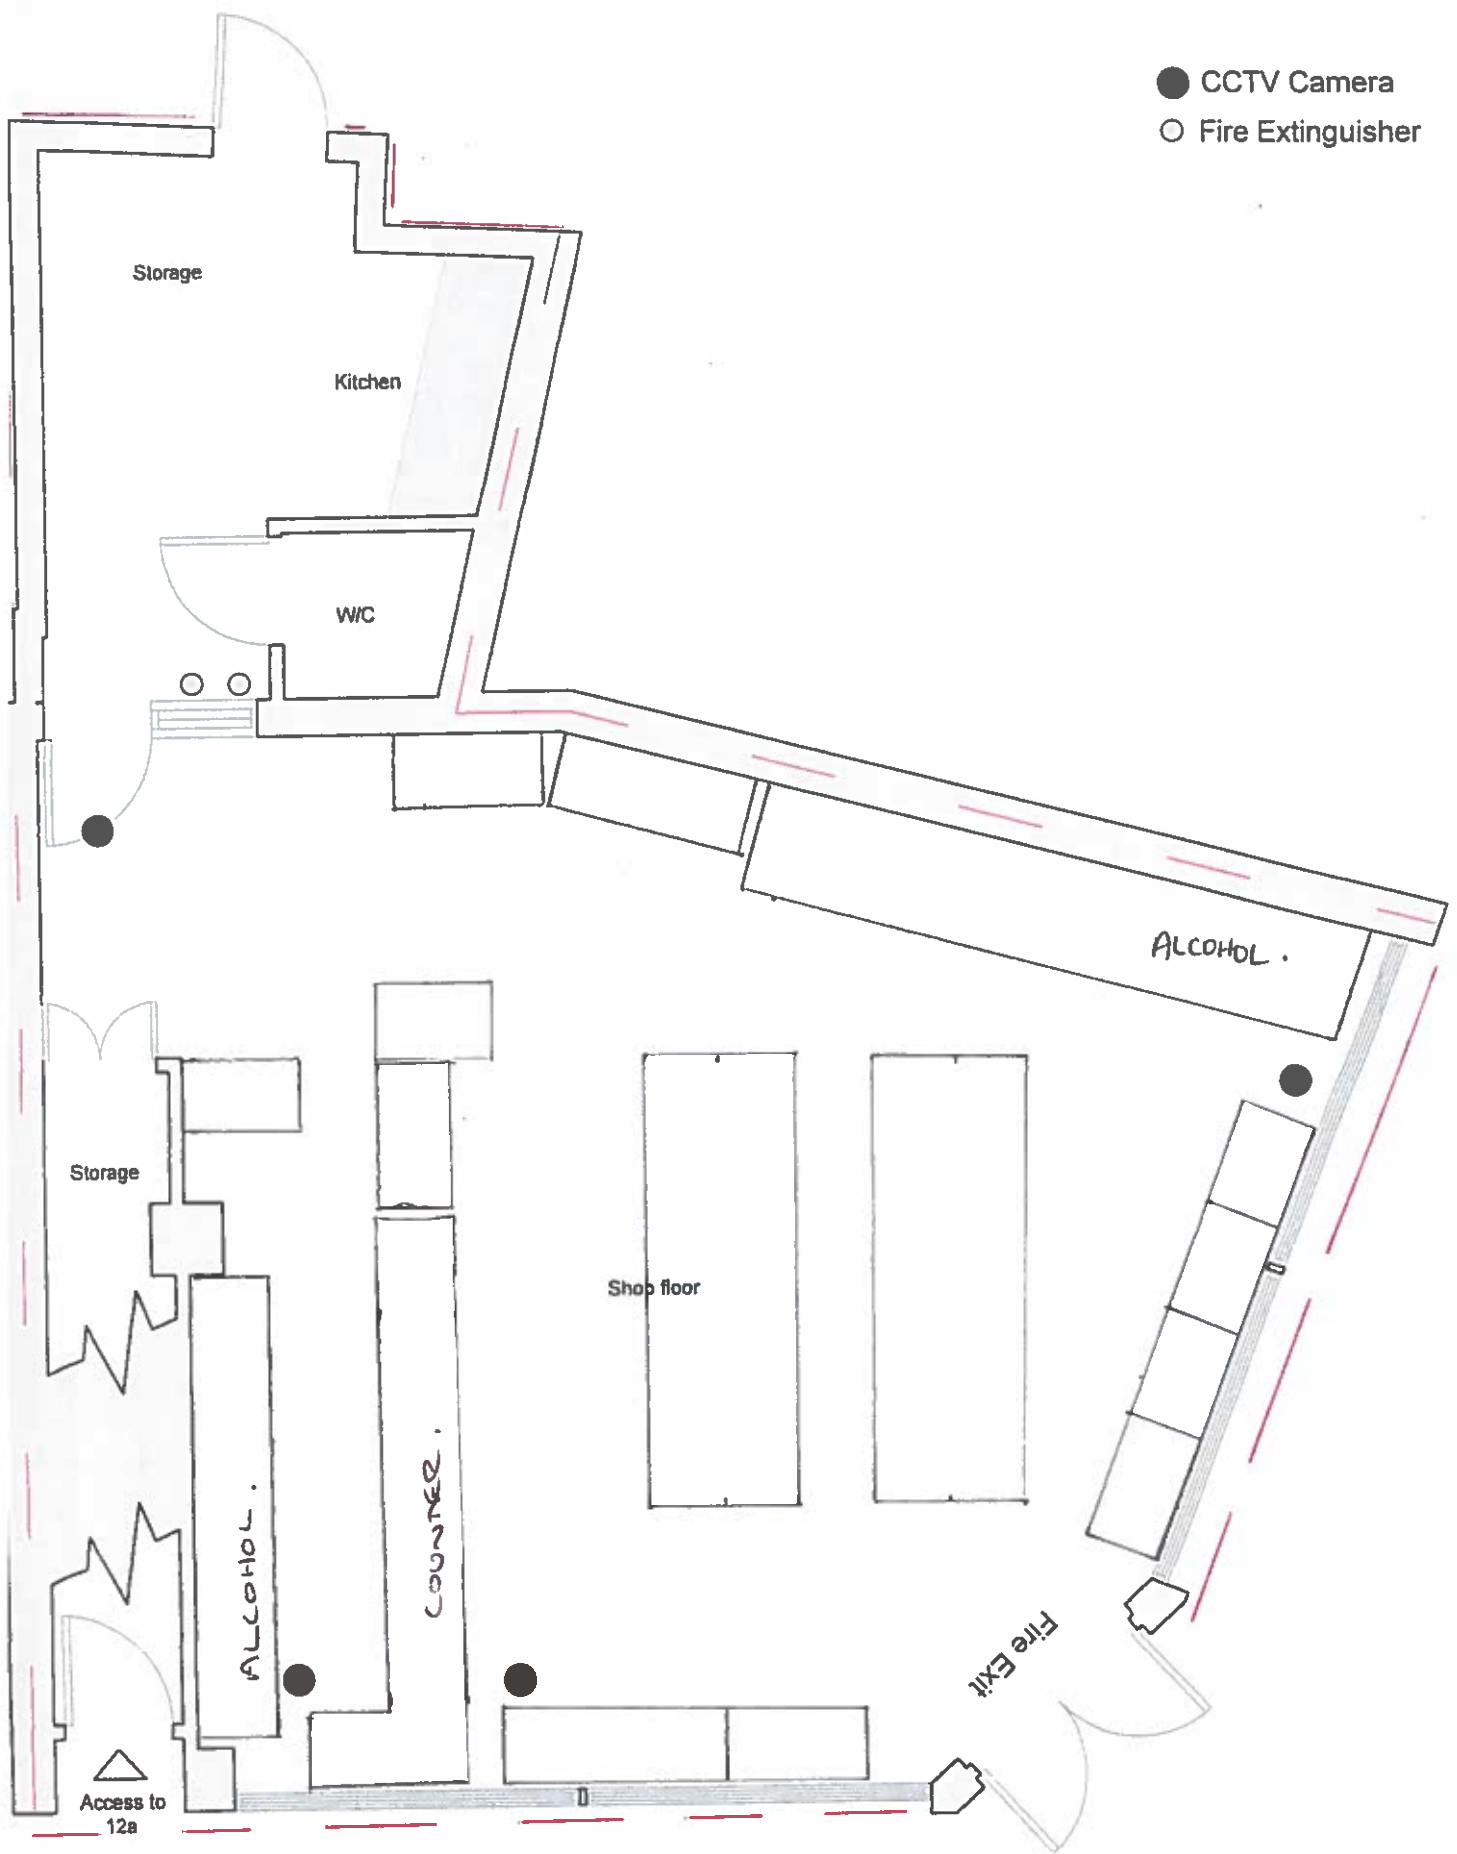 CCTV Camera
Fire Extinguisher
Storage
Kitchen
W/C
ALCOHOL.
Storage
Shop floor
COUNTER.
ALCOHOL.
Fire Exit
Access to
12a